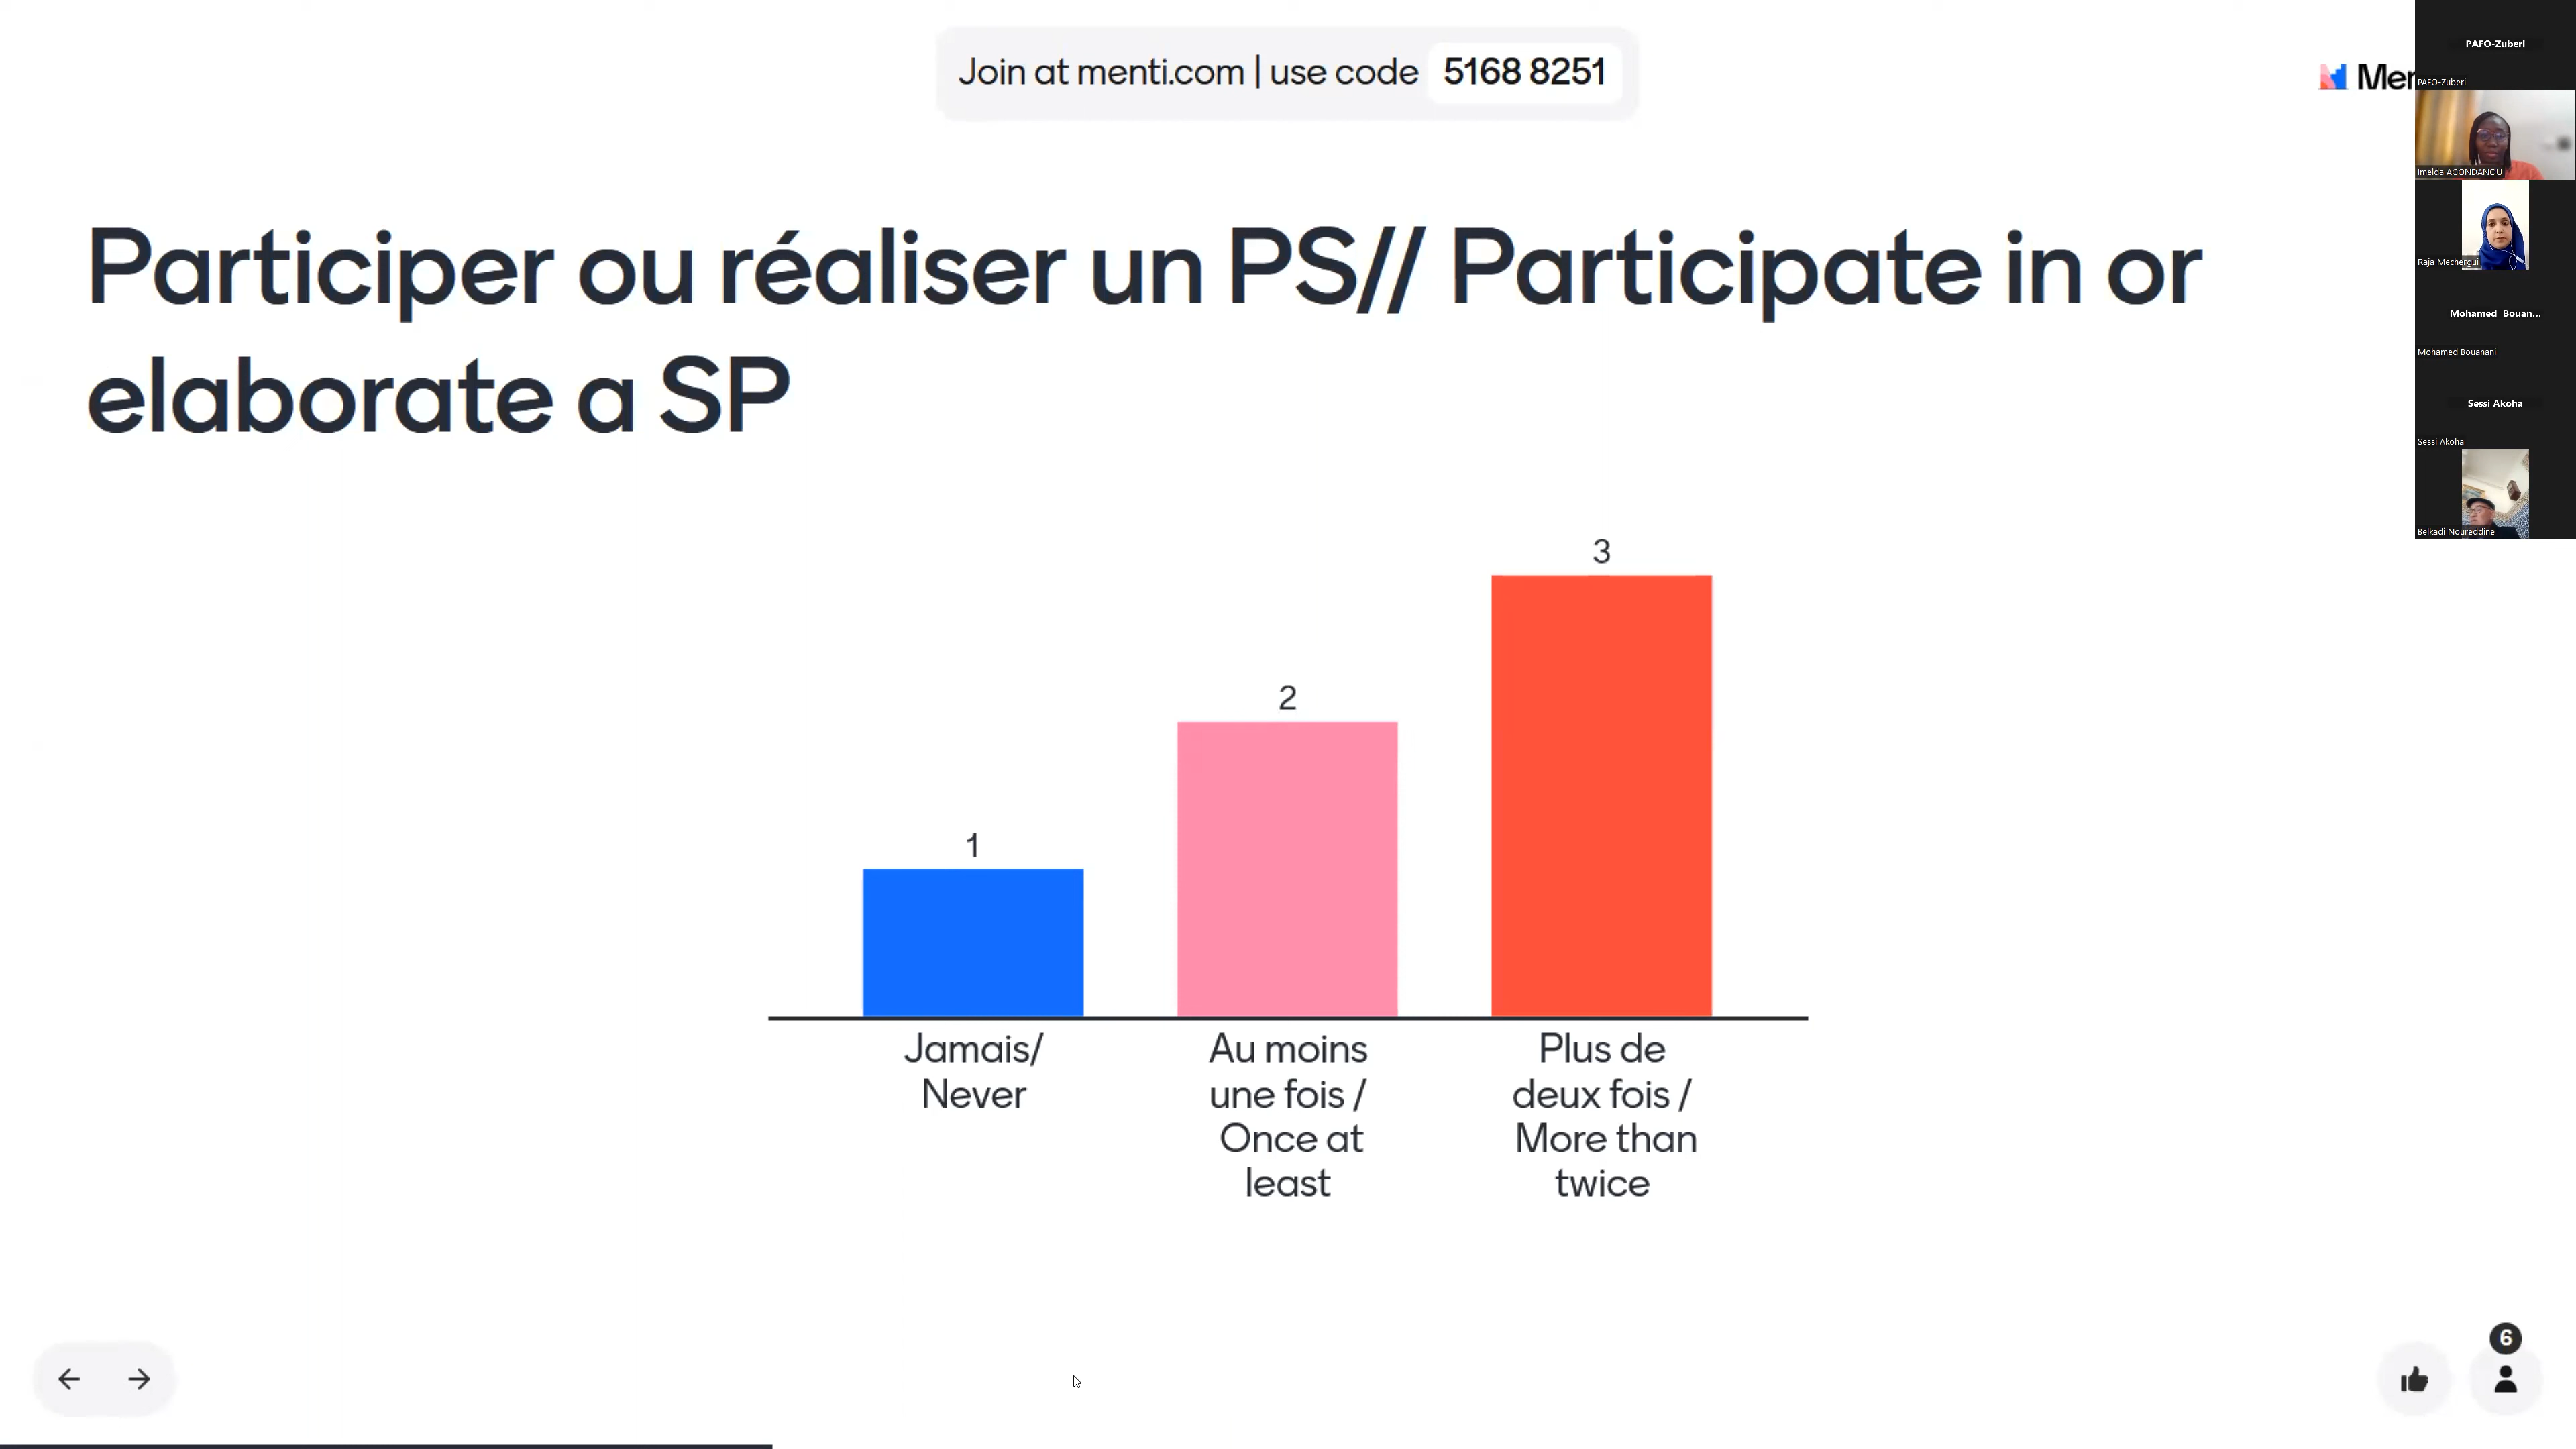 Join at menti.com | use code 5168 8251
Participer ou réaliser un PS// Participate in or
elaborate a SP
3
2
1
Jamais/
Never
Au moins
une fois /
Once at
least
Plus de
deux fois /
More than
twice
6
PAFO-Zuberi
PAFO-Zuberi
Imelda AGONDANOU
Raja Mechergui
Mohamed Bouan...
Mohamed Bouanani
Sessi Akoha
Sessi Akoha
Belkadi Noureddine